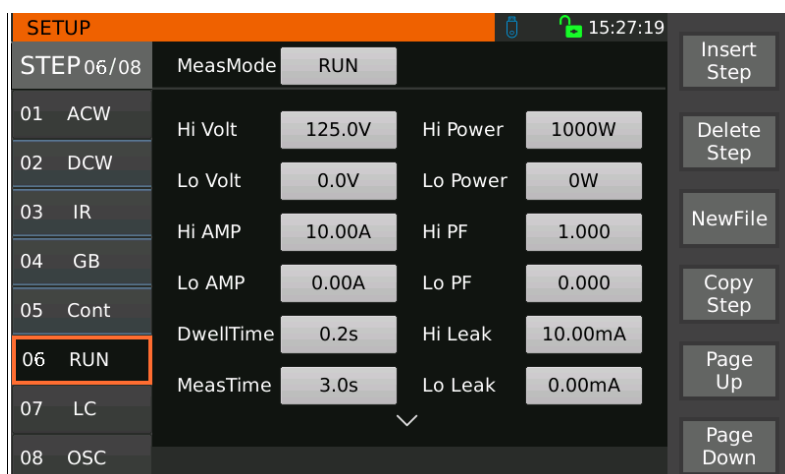 SETUP
15:27:19
STEP 06/08
MeasMode RUN
01 ACW
02 DCW
03 IR
04 GB
05 Cont
06 RUN
07 LC
08 OSC
Hi Volt 125.0V Hi Power 1000W
Lo Volt 0.0V Lo Power 0W
Hi AMP 10.00A Hi PF 1.000
Lo AMP 0.00A Lo PF 0.000
DwellTime 0.2s Hi Leak 10.00mA
MeasTime 3.0s Lo Leak 0.00mA
Insert
Step
Delete
Step
NewFile
Copy
Step
Page
Up
Page
Down